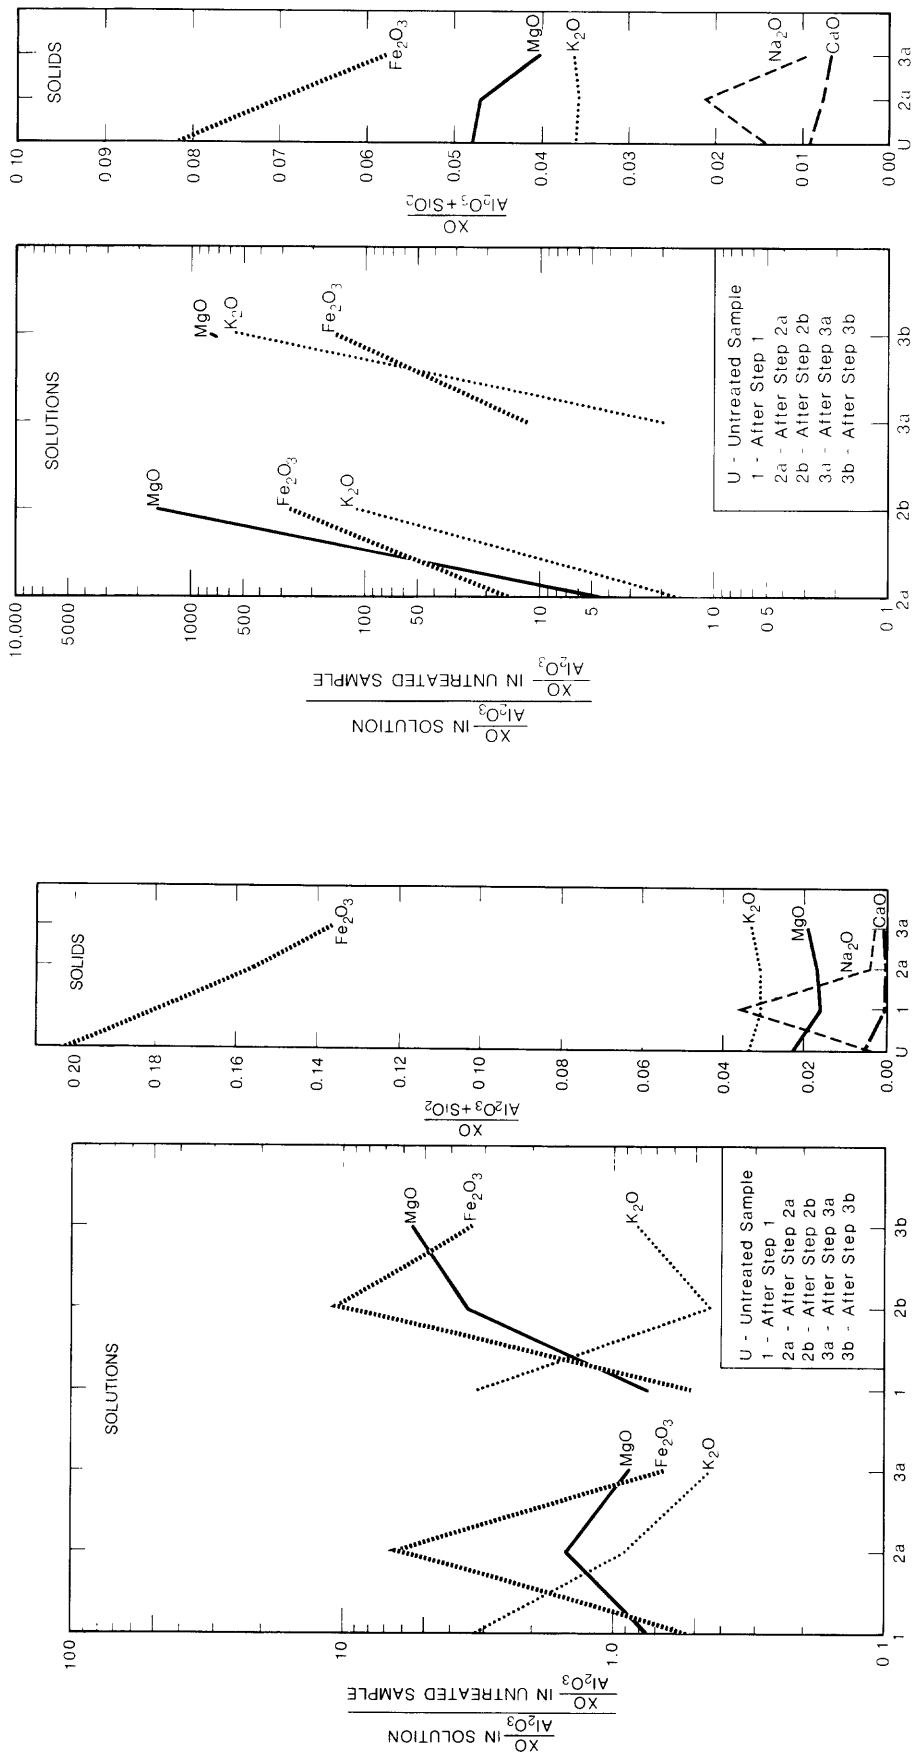 SOLIDS
0 10
0 09
0 08
0 07
0 06
0.05
0.04
0.03
0.02
0 01
0 00
XO
Al₂O₃+SiO₂
Fe₂O₃
MgO
K₂O
Na₂O
CaO
U
2a
3a
SOLUTIONS
10,000
5000
1000
500
100
50
10
5
1 0
0 5
0 1
XO
Al₂O₃ IN SOLUTION
XO
Al₂O₃ IN UNTREATED SAMPLE
MgO
Fe₂O₃
K₂O
MgO
K₂O
Fe₂O₃
2a
2b
3a
3b
U - Untreated Sample
1 - After Step 1
2a - After Step 2a
2b - After Step 2b
3a - After Step 3a
3b - After Step 3b
SOLIDS
0 20
0 18
0 16
0 14
0.12
0.10
0.08
0.06
0.04
0.02
0.00
XO
Al₂O₃+SiO₂
Fe₂O₃
K₂O
MgO
Na₂O
CaO
U
1
2a
3a
SOLUTIONS
100
10
1.0
0 1
XO
Al₂O₃ IN SOLUTION
XO
Al₂O₃ IN UNTREATED SAMPLE
MgO
Fe₂O₃
K₂O
MgO
Fe₂O₃
K₂O
1
2a
3a
1
2b
3b
U - Untreated Sample
1 - After Step 1
2a - After Step 2a
2b - After Step 2b
3a - After Step 3a
3b - After Step 3b